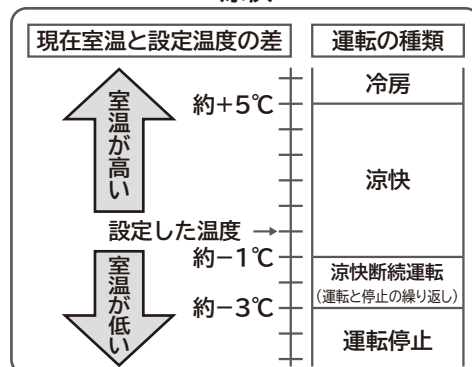 現在室温と設定温度の差
運転の種類
室温が高い
約+5℃
冷房
涼快
設定した温度 →
約−1℃
室温が低い
涼快断続運転
(運転と停止の繰り返し)
約−3℃
運転停止